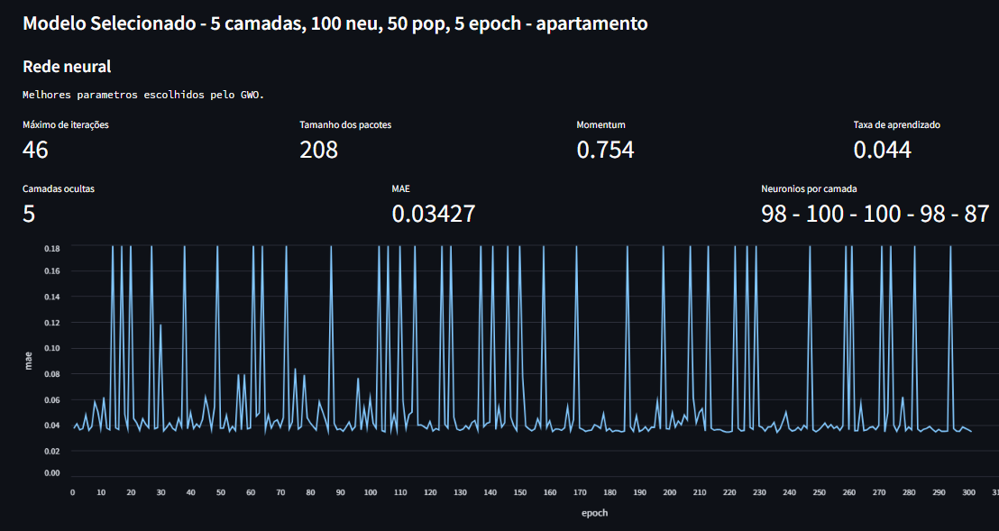 Modelo Selecionado - 5 camadas, 100 neu, 50 pop, 5 epoch - apartamento
Rede neural
Melhores parametros escolhidos pelo GWO.
Máximo de iterações
46
Tamanho dos pacotes
208
Momentum
0.754
Taxa de aprendizado
0.044
Camadas ocultas
5
MAE
0.03427
Neuronios por camada
98 - 100 - 100 - 98 - 87
0.18
0.16
0.14
0.12
0.10
0.08
0.06
0.04
0.02
0.00
mae
0 10 20 30 40 50 60 70 80 90 100 110 120 130 140 150 160 170 180 190 200 210 220 230 240 250 260 270 280 290 300
epoch